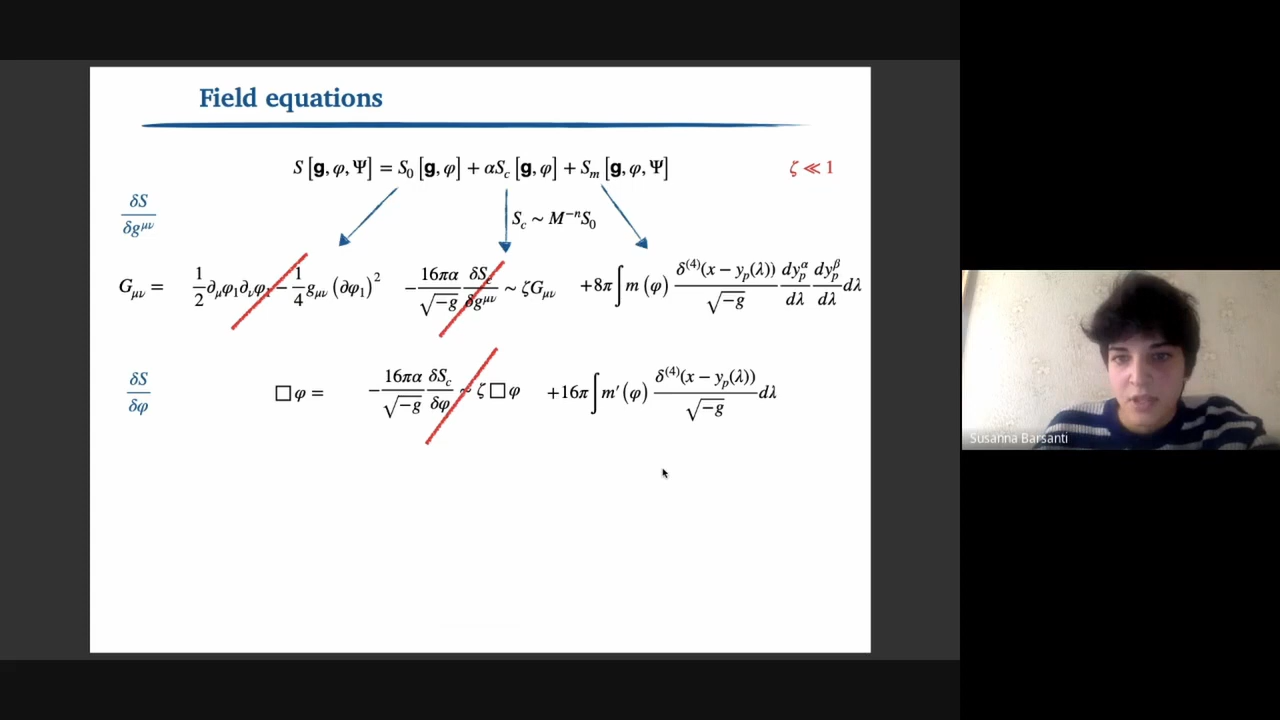 Field equations
S [g, φ, Ψ] = S₀ [g, φ] + αS_c [g, φ] + S_m [g, φ, Ψ]
ζ ≪ 1
δS/δg^{μν}
S_c ∼ M^{−n}S₀
G_{μν} = 1/2 ∂_μφ₁∂_νφ₁ − 1/4 g_{μν} (∂φ₁)² − 16πα/√−g δS_c/δg^{μν} ∼ ζG_{μν} +8π∫ m (φ) δ^{(4)}(x − y_p(λ))/√−g dy_p^α/dλ dy_p^β/dλ dλ
δS/δφ
□φ = − 16πα/√−g δS_c/δφ ∼ ζ□φ +16π∫ m′(φ) δ^{(4)}(x − y_p(λ))/√−g dλ
Susanna Barsanti